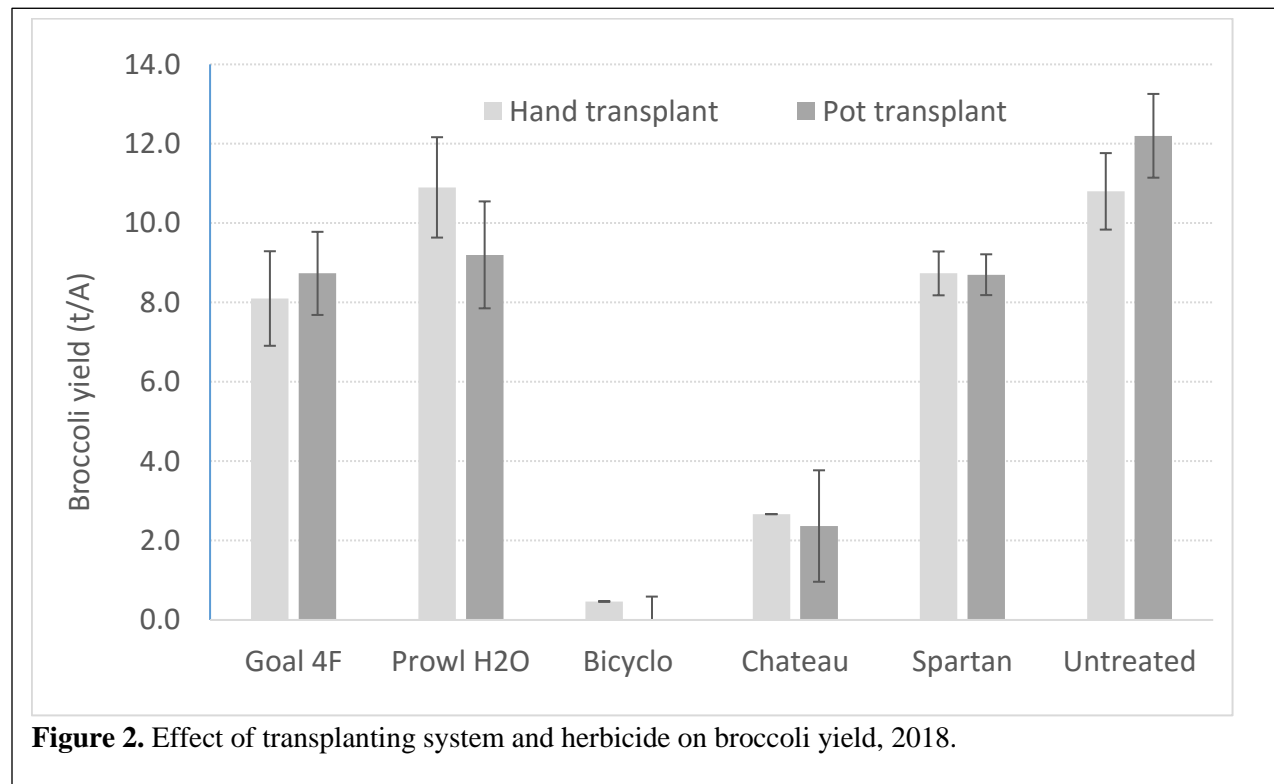 14.0
Hand transplant Pot transplant
12.0
10.0
8.0
6.0
4.0
2.0
0.0
Broccoli yield (t/A)
Goal 4F Prowl H2O Bicyclo Chateau Spartan Untreated
Figure 2. Effect of transplanting system and herbicide on broccoli yield, 2018.